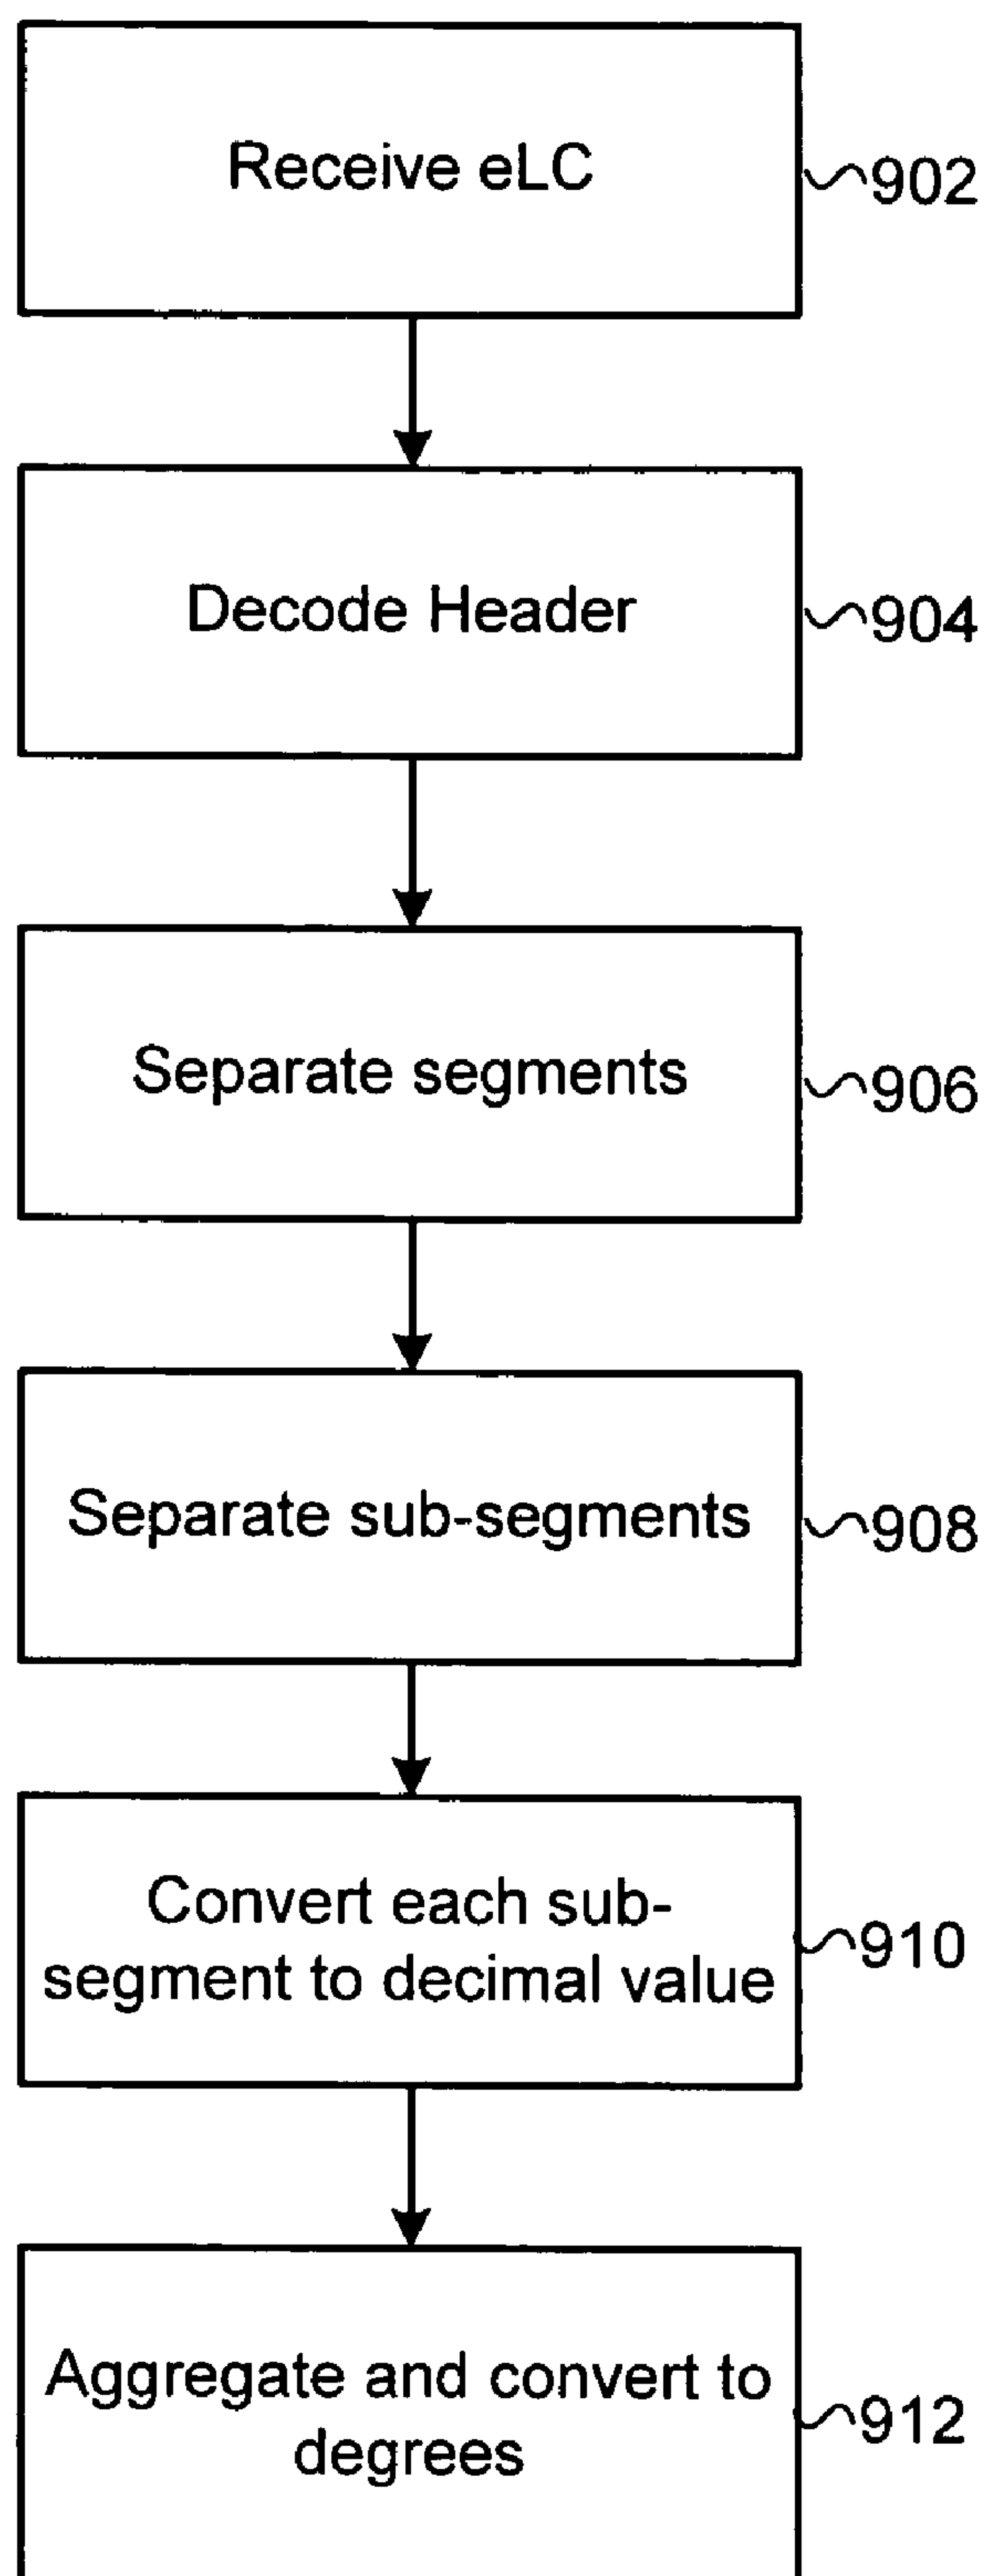 Receive eLC
902
Decode Header
904
Separate segments
906
Separate sub-segments
908
Convert each sub-
segment to decimal value
910
Aggregate and convert to
degrees
912